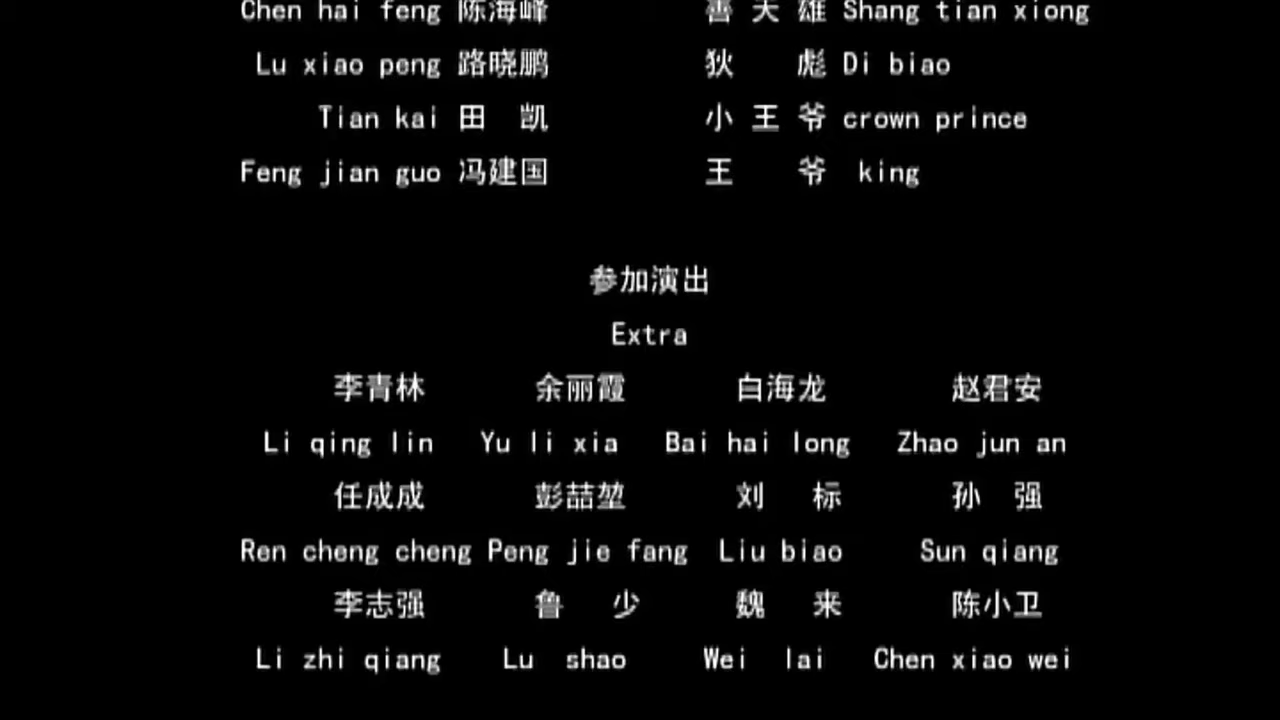 Chen hai feng 陈海峰 天雄 Shang tian xiong
Lu xiao peng 路晓鹏 狄 彪 Di biao
Tian kai 田 凯 小王爷 crown prince
Feng jian guo 冯建国 王 爷 king
参加演出
Extra
李青林 余丽霞 白海龙 赵君安
Li qing lin Yu li xia Bai hai long Zhao jun an
任成成 彭喆堃 刘 标 孙 强
Ren cheng cheng Peng jie fang Liu biao Sun qiang
李志强 鲁 少 魏 来 陈小卫
Li zhi qiang Lu shao Wei lai Chen xiao wei